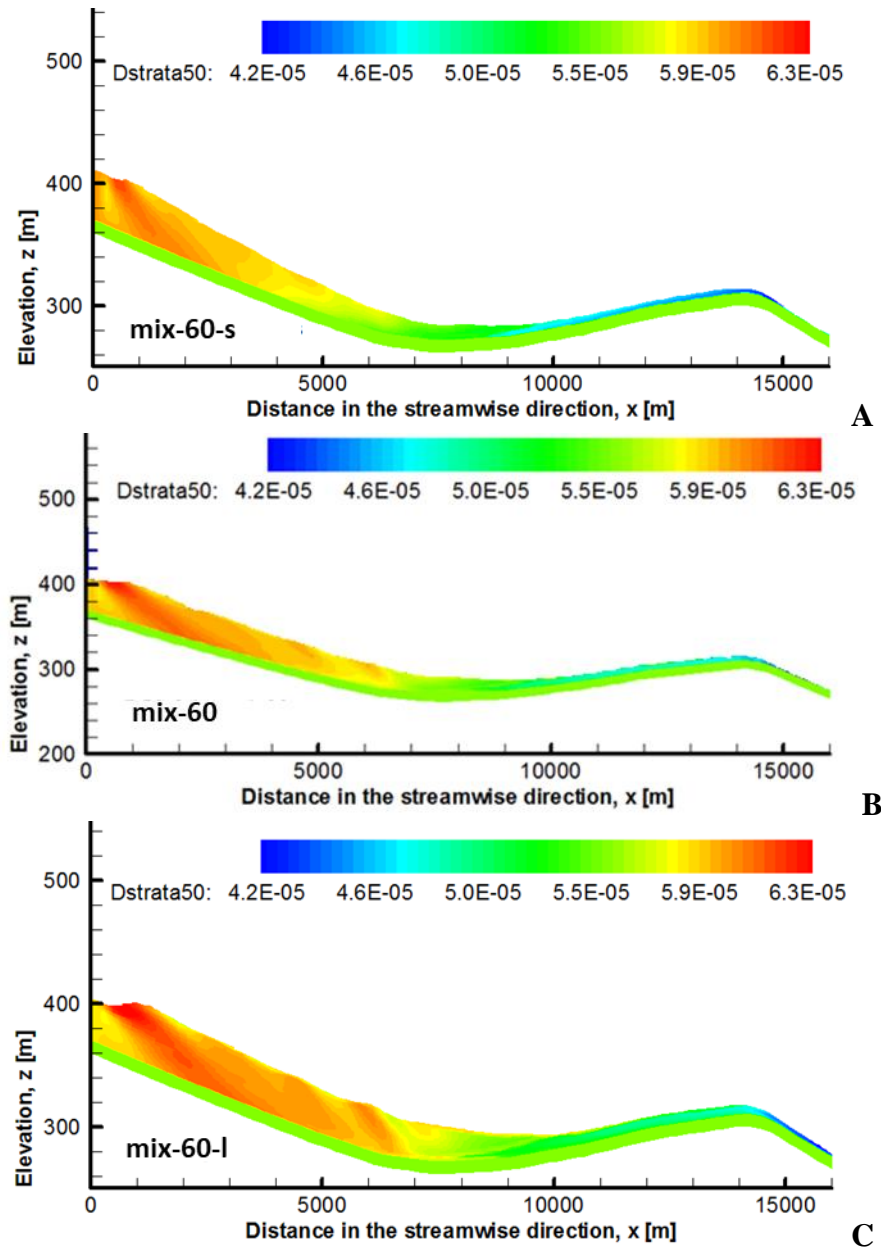 Dstrata50: 4.2E-05 4.6E-05 5.0E-05 5.5E-05 5.9E-05 6.3E-05
500
400
300
Elevation, z [m]
mix-60-s
0 5000 10000 15000
Distance in the streamwise direction, x [m]
A
Dstrata50: 4.2E-05 4.6E-05 5.0E-05 5.5E-05 5.9E-05 6.3E-05
500
400
300
200
Elevation, z [m]
mix-60
0 5000 10000 15000
Distance in the streamwise direction, x [m]
B
Dstrata50: 4.2E-05 4.6E-05 5.0E-05 5.5E-05 5.9E-05 6.3E-05
500
400
300
Elevation, z [m]
mix-60-l
0 5000 10000 15000
Distance in the streamwise direction, x [m]
C